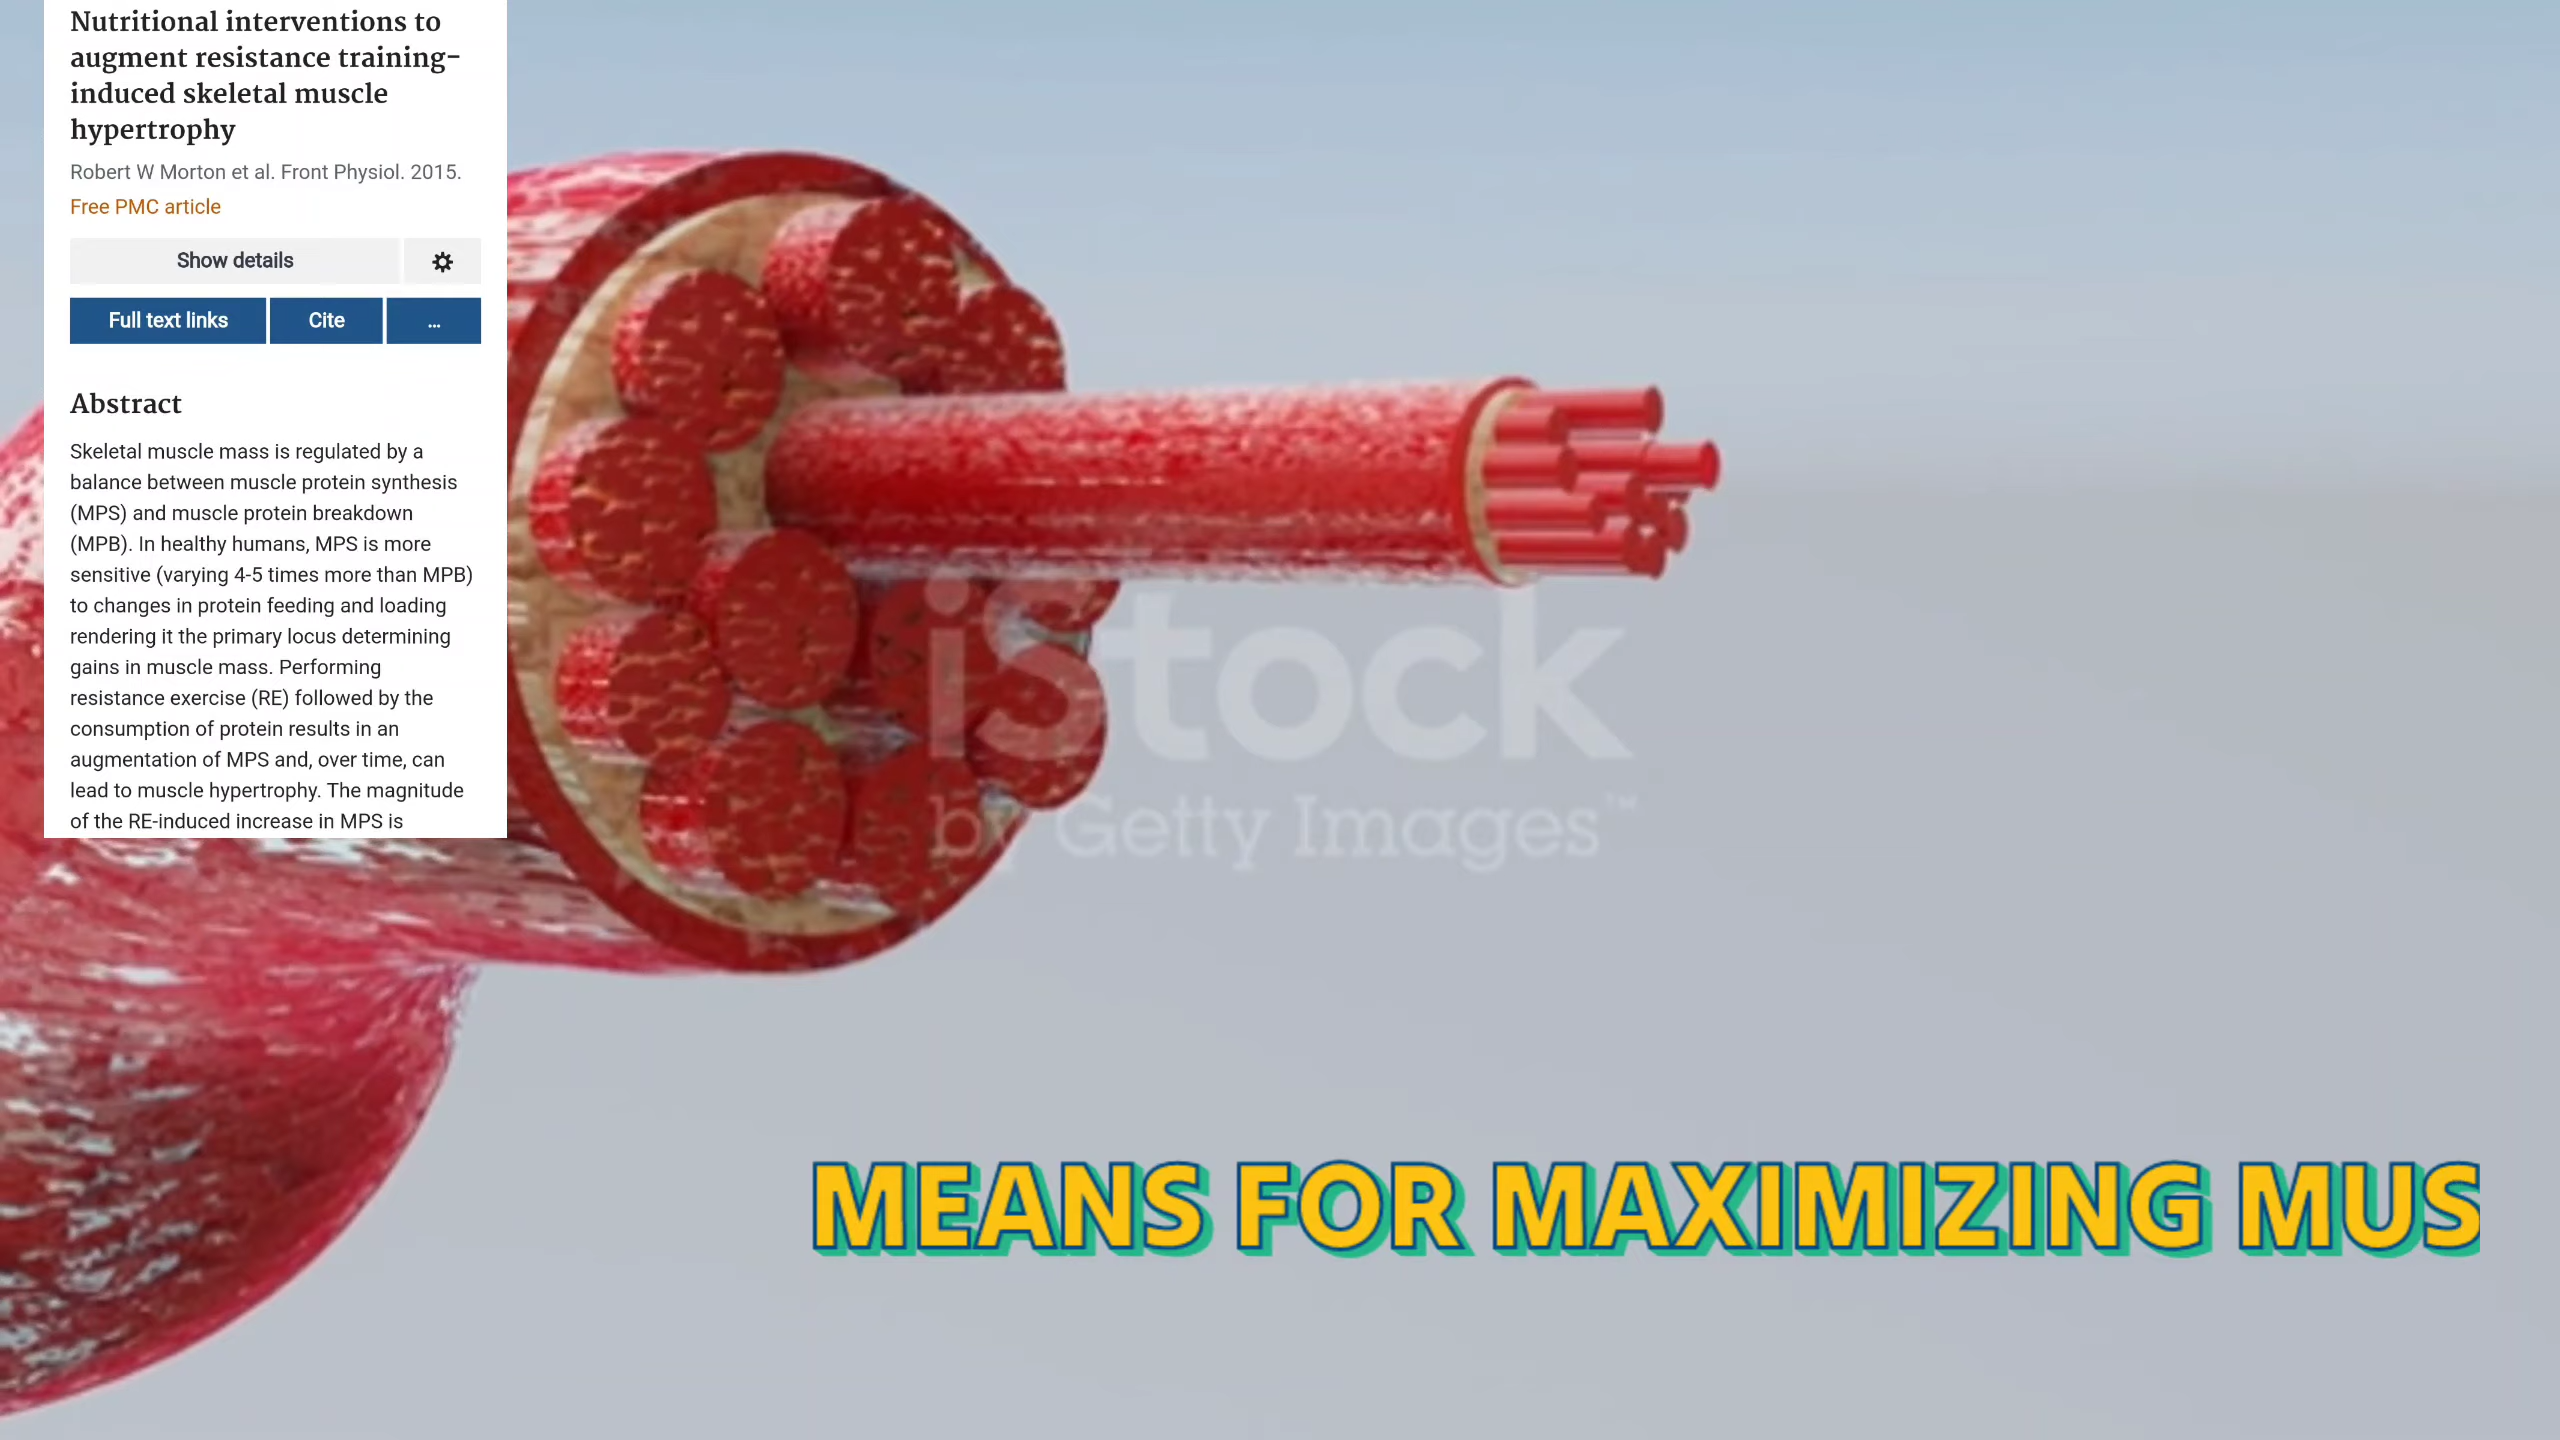 Nutritional interventions to
augment resistance training-
induced skeletal muscle
hypertrophy
Robert W Morton et al. Front Physiol. 2015.
Free PMC article
Show details
Full text links
Cite
...
Abstract
Skeletal muscle mass is regulated by a
balance between muscle protein synthesis
(MPS) and muscle protein breakdown
(MPB). In healthy humans, MPS is more
sensitive (varying 4-5 times more than MPB)
to changes in protein feeding and loading
rendering it the primary locus determining
gains in muscle mass. Performing
resistance exercise (RE) followed by the
consumption of protein results in an
augmentation of MPS and, over time, can
lead to muscle hypertrophy. The magnitude
of the RE-induced increase in MPS is
iStock
by Getty Images™
MEANS FOR MAXIMIZING MUS